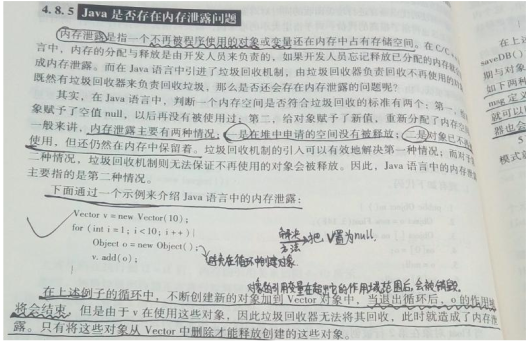 4.8.5 Java 是否存在内存泄露问题
内存泄露是指一个不再被程序使用的对象或变量还在内存中占有存储空间。在 C/C++
言中，内存的分配与释放是由开发人员来负责的，如果开发人员忘记释放已分配的内存就
成内存泄露。而在 Java 语言中引进了垃圾回收机制，由垃圾回收器负责回收不再使用的对
既然有垃圾回收器来负责回收垃圾，那么是否还会存在内存泄露的问题呢？
其实，在 Java 语言中，判断一个内存空间是否符合垃圾回收的标准有两个：第一，
象赋予了空值 null，以后再没有被使用过；第二，给对象赋予了新值，重新分配了内存空
一般来讲，内存泄露主要有两种情况：一是在堆中申请的空间没有被释放；二是对象已不
使用，但还仍然在内存中保留着。垃圾回收机制的引入可以有效地解决第一种情况；而对于
二种情况，垃圾回收机制则无法保证不再使用的对象会被释放。因此，Java 语言中的内存泄
主要指的是第二种情况。
下面通过一个示例来介绍 Java 语言中的内存泄露：
Vector v = new Vector(10);
for (int i = 1; i < 10; i++) {
Object o = new Object();
v. add(o);
解决方法 把 V置为null.
避免在循环中创建对象
对象的引用变量在超出它的作用域范围后，会被销毁
在上述例子的循环中，不断创建新的对象加到 Vector 对象中，当退出循环后，o 的作用域
将会结束，但是由于 v 在使用这些对象，因此垃圾回收器无法将其回收，此时就造成了内存泄
露。只有将这些对象从 Vector 中删除才能释放创建的这些对象。
在上述
saveDB()
期与对象
如下两种
msg 定义
就可以
器也会
5
模式